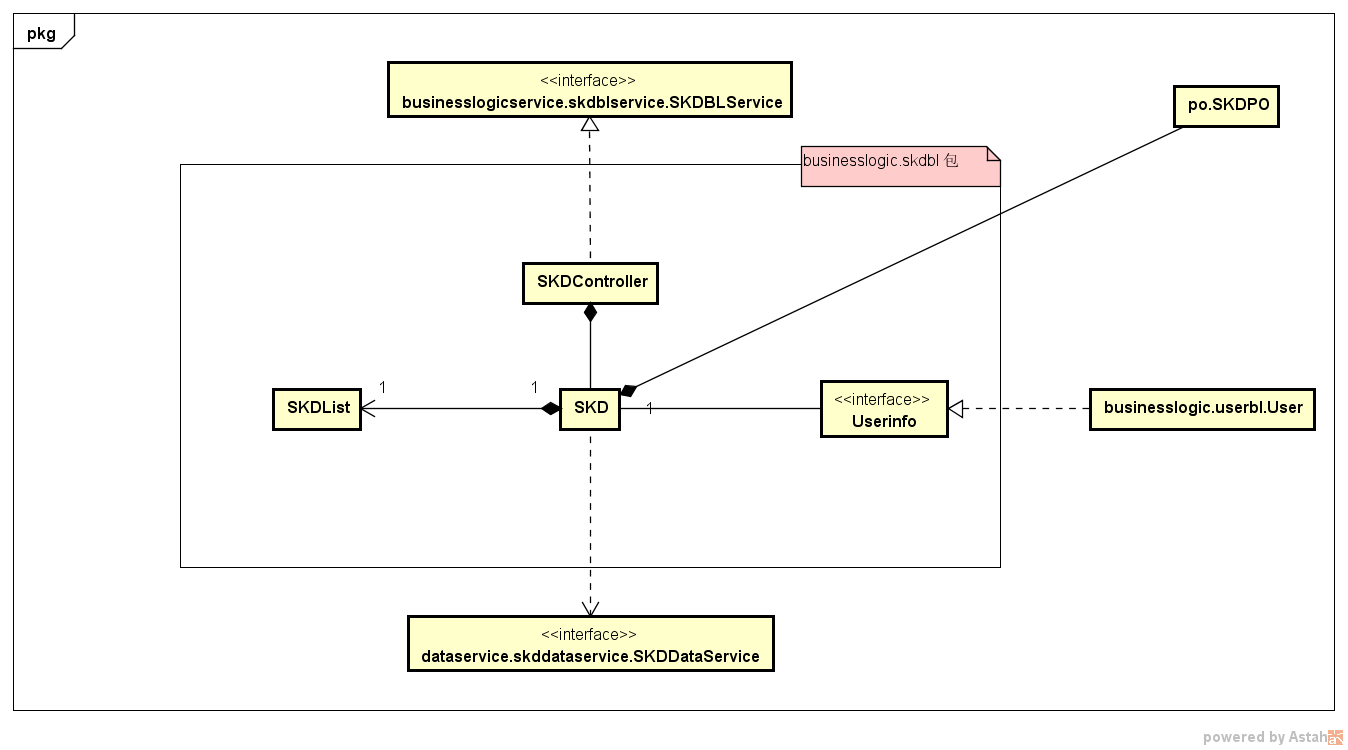 pkg
<<interface>>
businesslogicservice.skdblservice.SKDBLService
po.SKDPO
businesslogic.skdbl 包
SKDController
1
1
SKDList
SKD
1
<<interface>>
Userinfo
businesslogic.userbl.User
<<interface>>
dataservice.skddataservice.SKDDataService
powered by Astah